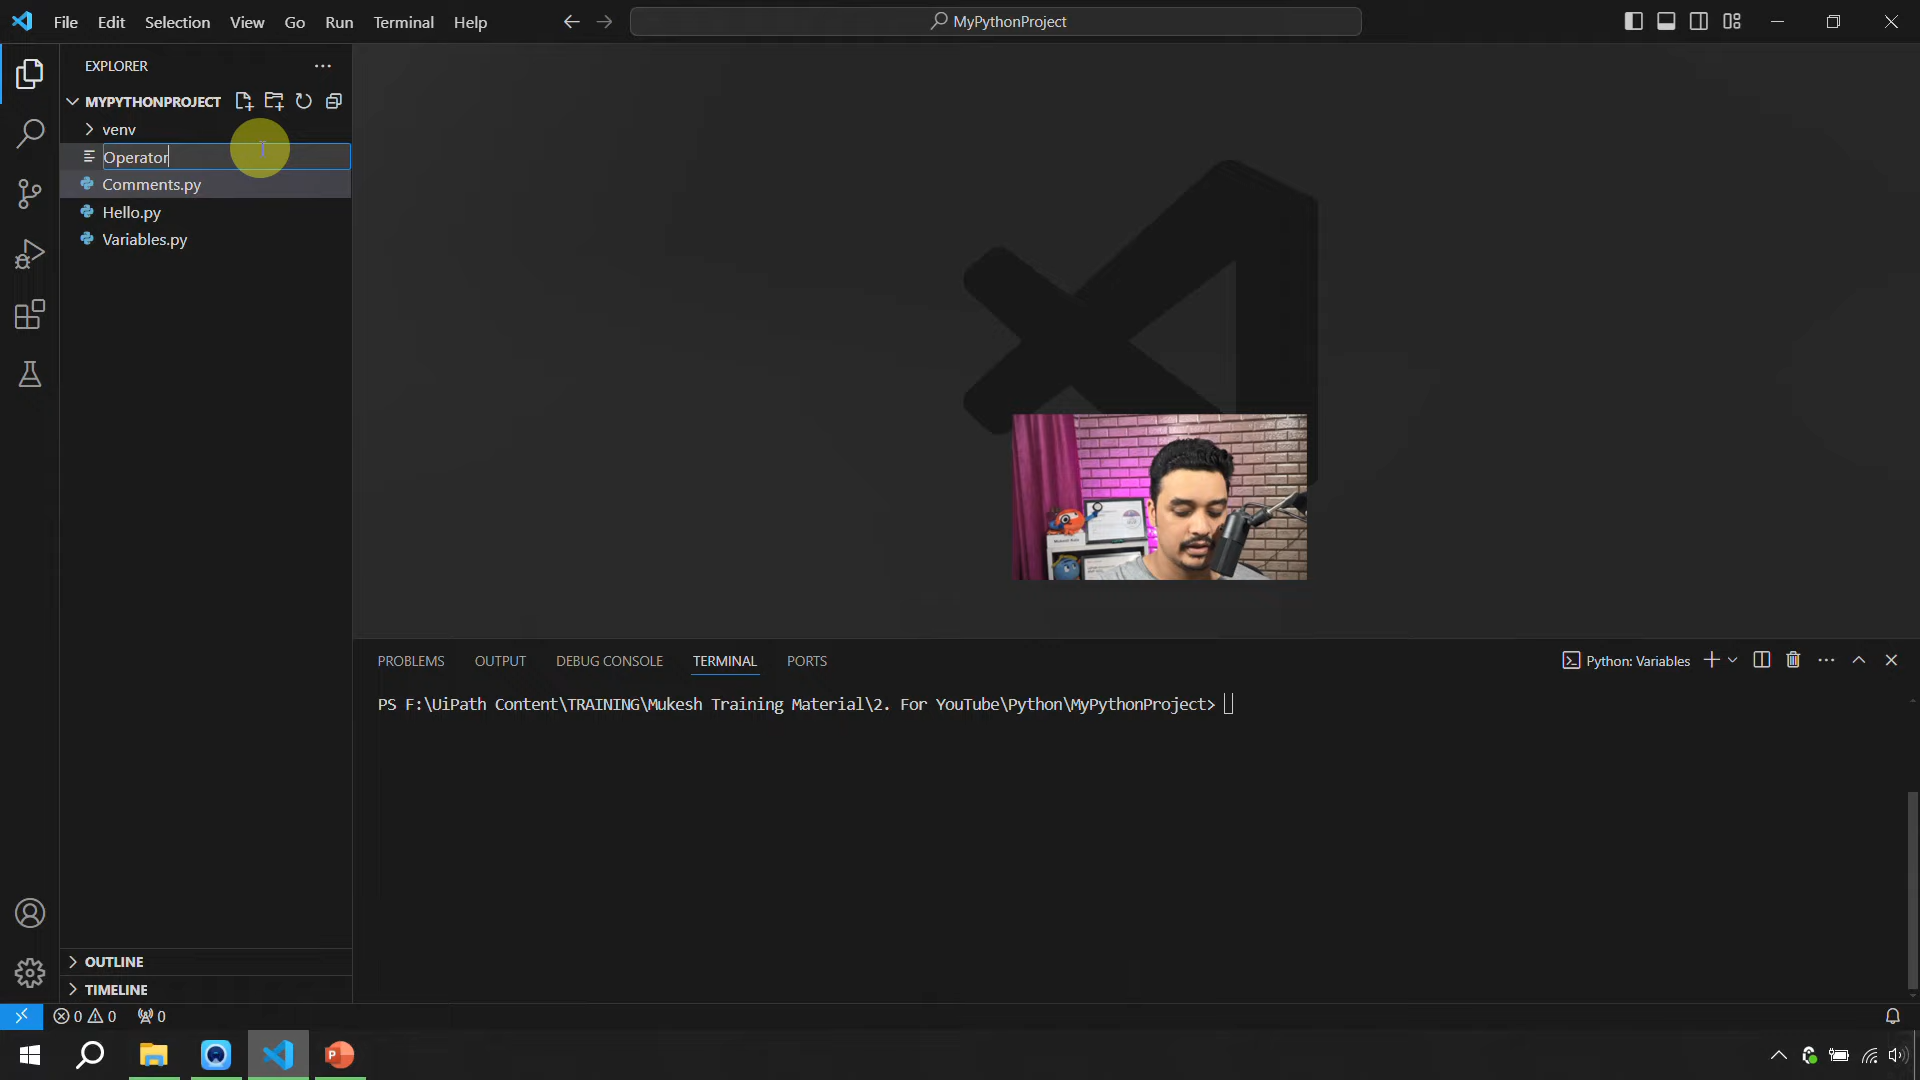 File Edit Selection View Go Run Terminal Help
MyPythonProject
EXPLORER
MYPYTHONPROJECT
venv
Operator
Comments.py
Hello.py
Variables.py
PROBLEMS OUTPUT DEBUG CONSOLE TERMINAL PORTS
Python: Variables
PS F:\UiPath Content\TRAINING\Mukesh Training Material\2. For YouTube\Python\MyPythonProject>
OUTLINE
TIMELINE
0 0 0